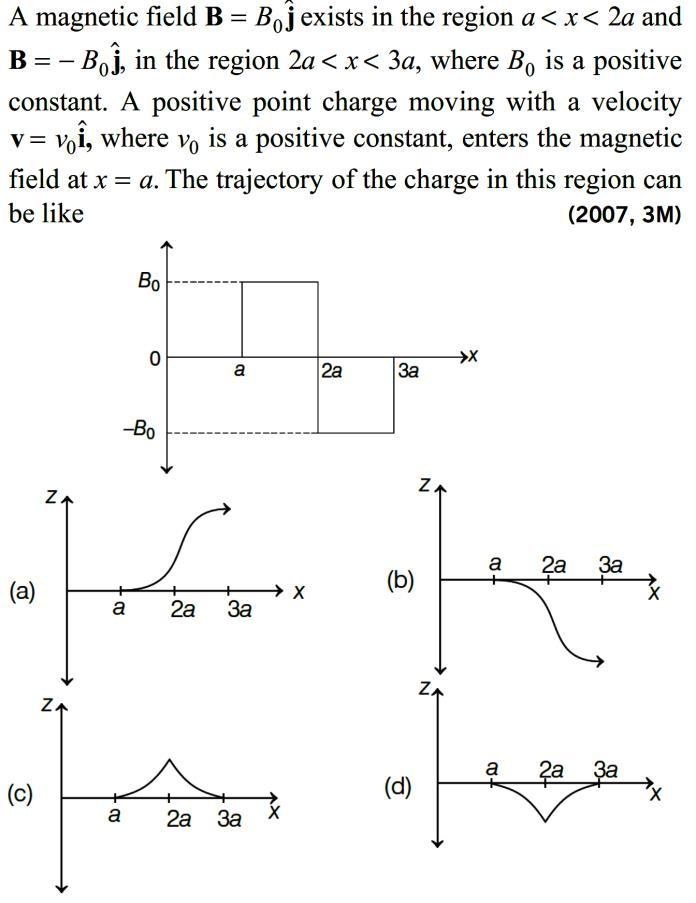 A magnetic field B = B₀ĵ exists in the region a < x < 2a and
B = – B₀ĵ, in the region 2a < x < 3a, where B₀ is a positive
constant. A positive point charge moving with a velocity
v = v₀î, where v₀ is a positive constant, enters the magnetic
field at x = a. The trajectory of the charge in this region can
be like (2007, 3M)
B₀
0
a
2a
3a
x
–B₀
(a)
z
a
2a
3a
x
(b)
z
a
2a
3a
x
(c)
z
a
2a
3a
x
(d)
z
a
2a
3a
x